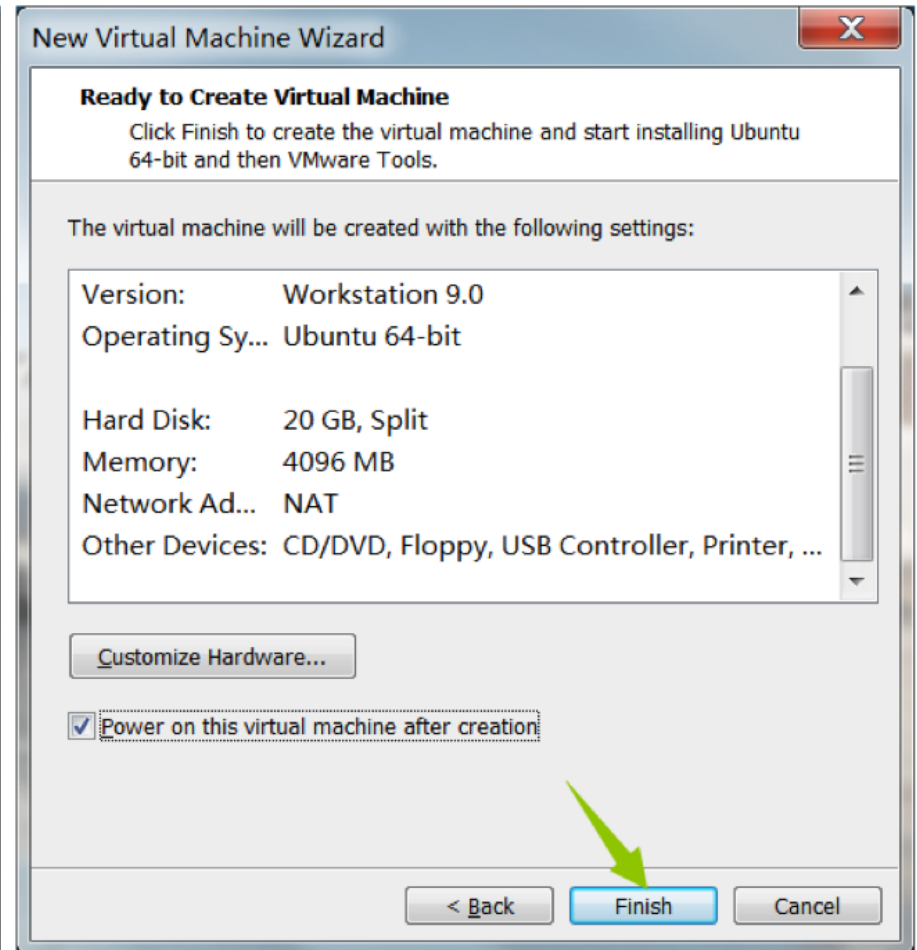 New Virtual Machine Wizard
Ready to Create Virtual Machine
Click Finish to create the virtual machine and start installing Ubuntu
64-bit and then VMware Tools.
The virtual machine will be created with the following settings:
Version: Workstation 9.0
Operating Sy... Ubuntu 64-bit
Hard Disk: 20 GB, Split
Memory: 4096 MB
Network Ad... NAT
Other Devices: CD/DVD, Floppy, USB Controller, Printer, ...
Customize Hardware...
Power on this virtual machine after creation
< Back Finish Cancel